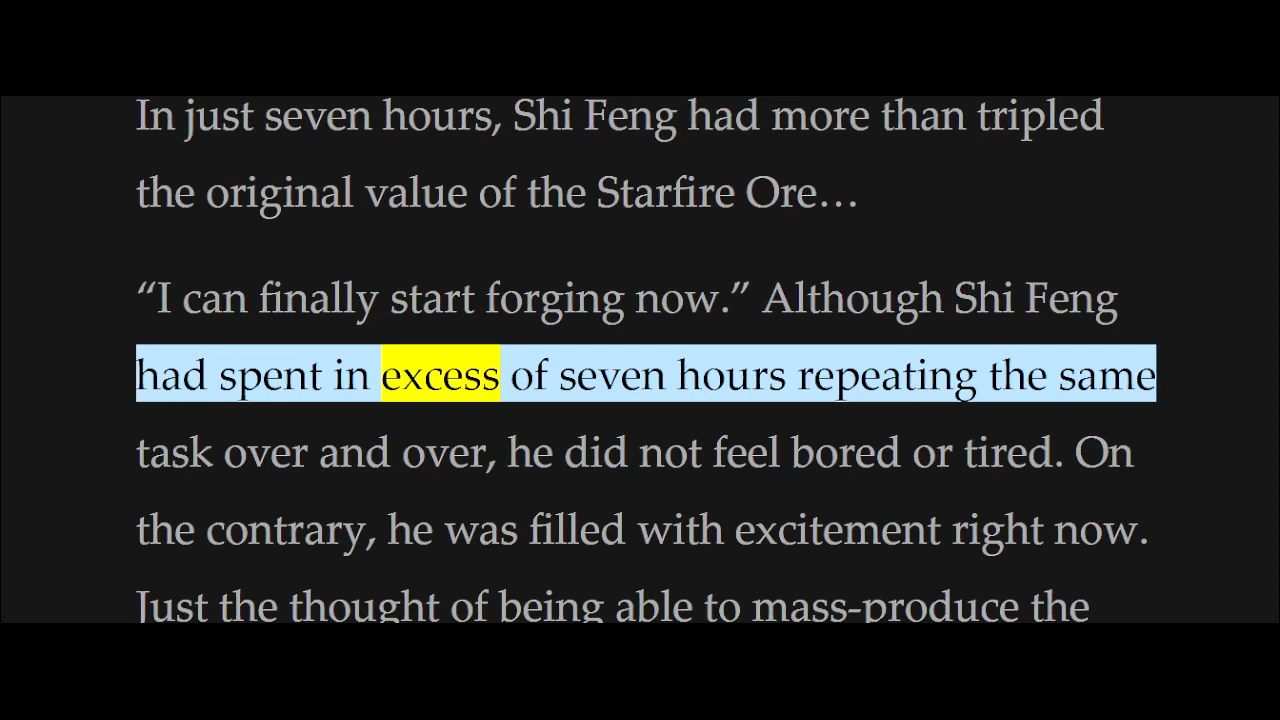 In just seven hours, Shi Feng had more than tripled
the original value of the Starfire Ore…
“I can finally start forging now.” Although Shi Feng
had spent in excess of seven hours repeating the same
task over and over, he did not feel bored or tired. On
the contrary, he was filled with excitement right now.
Just the thought of being able to mass-produce the